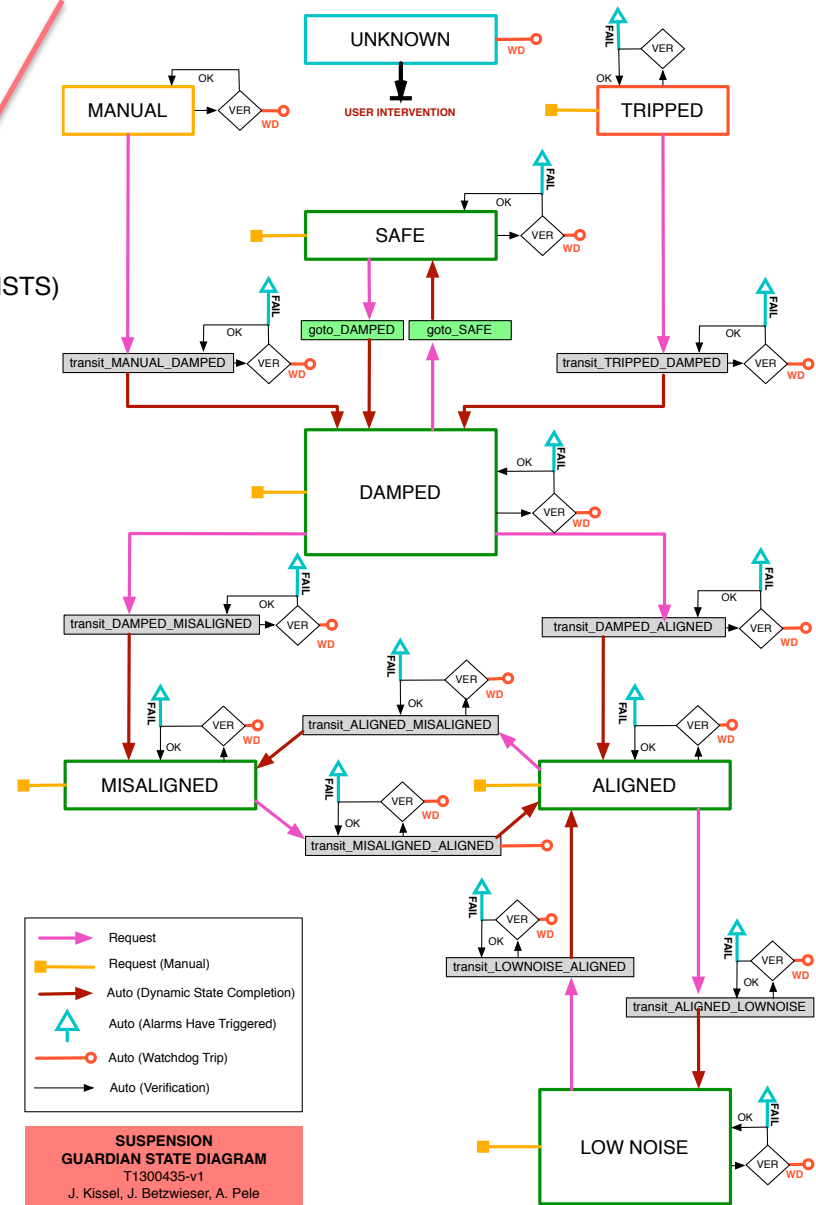 UNKNOWN
WD
USER INTERVENTION
FAIL
VER
OK
TRIPPED
OK
MANUAL
VER
WD
FAIL
OK
SAFE
VER
WD
ISTS)
FAIL
OK
transit_MANUAL_DAMPED
VER
WD
goto_DAMPED
goto_SAFE
FAIL
OK
transit_TRIPPED_DAMPED
VER
WD
FAIL
OK
DAMPED
VER
WD
FAIL
OK
transit_DAMPED_MISALIGNED
VER
WD
FAIL
OK
transit_DAMPED_ALIGNED
VER
WD
FAIL
VER
WD
OK
transit_ALIGNED_MISALIGNED
FAIL
VER
WD
OK
MISALIGNED
FAIL
VER
WD
OK
ALIGNED
FAIL
VER
WD
OK
transit_MISALIGNED_ALIGNED
FAIL
VER
WD
OK
transit_LOWNOISE_ALIGNED
FAIL
VER
WD
OK
transit_ALIGNED_LOWNOISE
FAIL
OK
LOW NOISE
VER
WD
Request
Request (Manual)
Auto (Dynamic State Completion)
Auto (Alarms Have Triggered)
Auto (Watchdog Trip)
Auto (Verification)
SUSPENSION
GUARDIAN STATE DIAGRAM
T1300435-v1
J. Kissel, J. Betzwieser, A. Pele